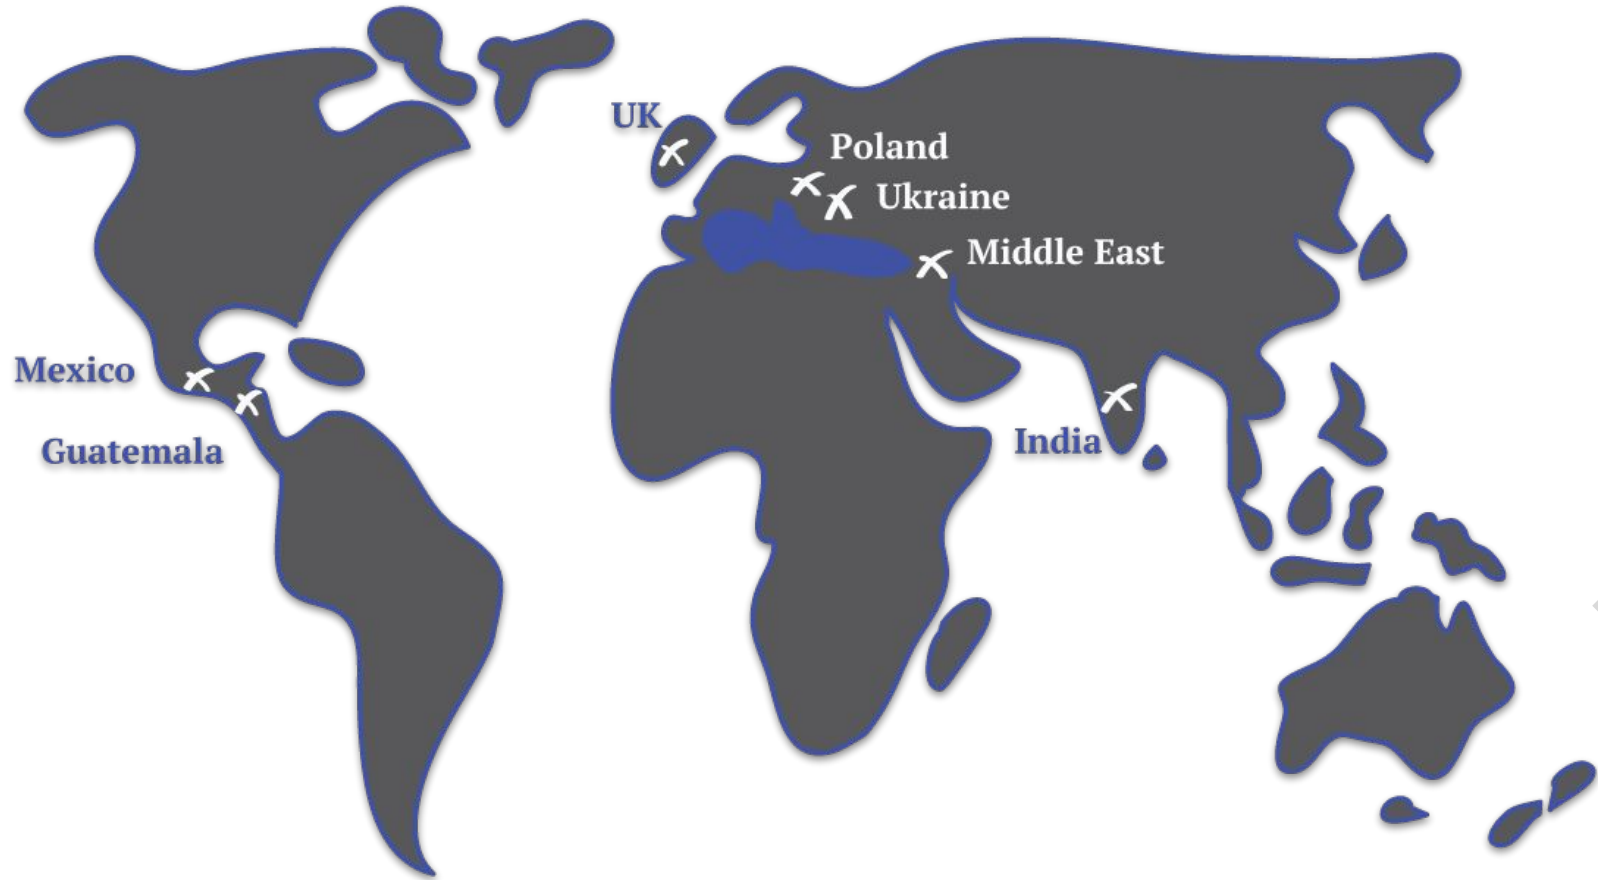 UK
Poland
Ukraine
Middle East
Mexico
Guatemala
India